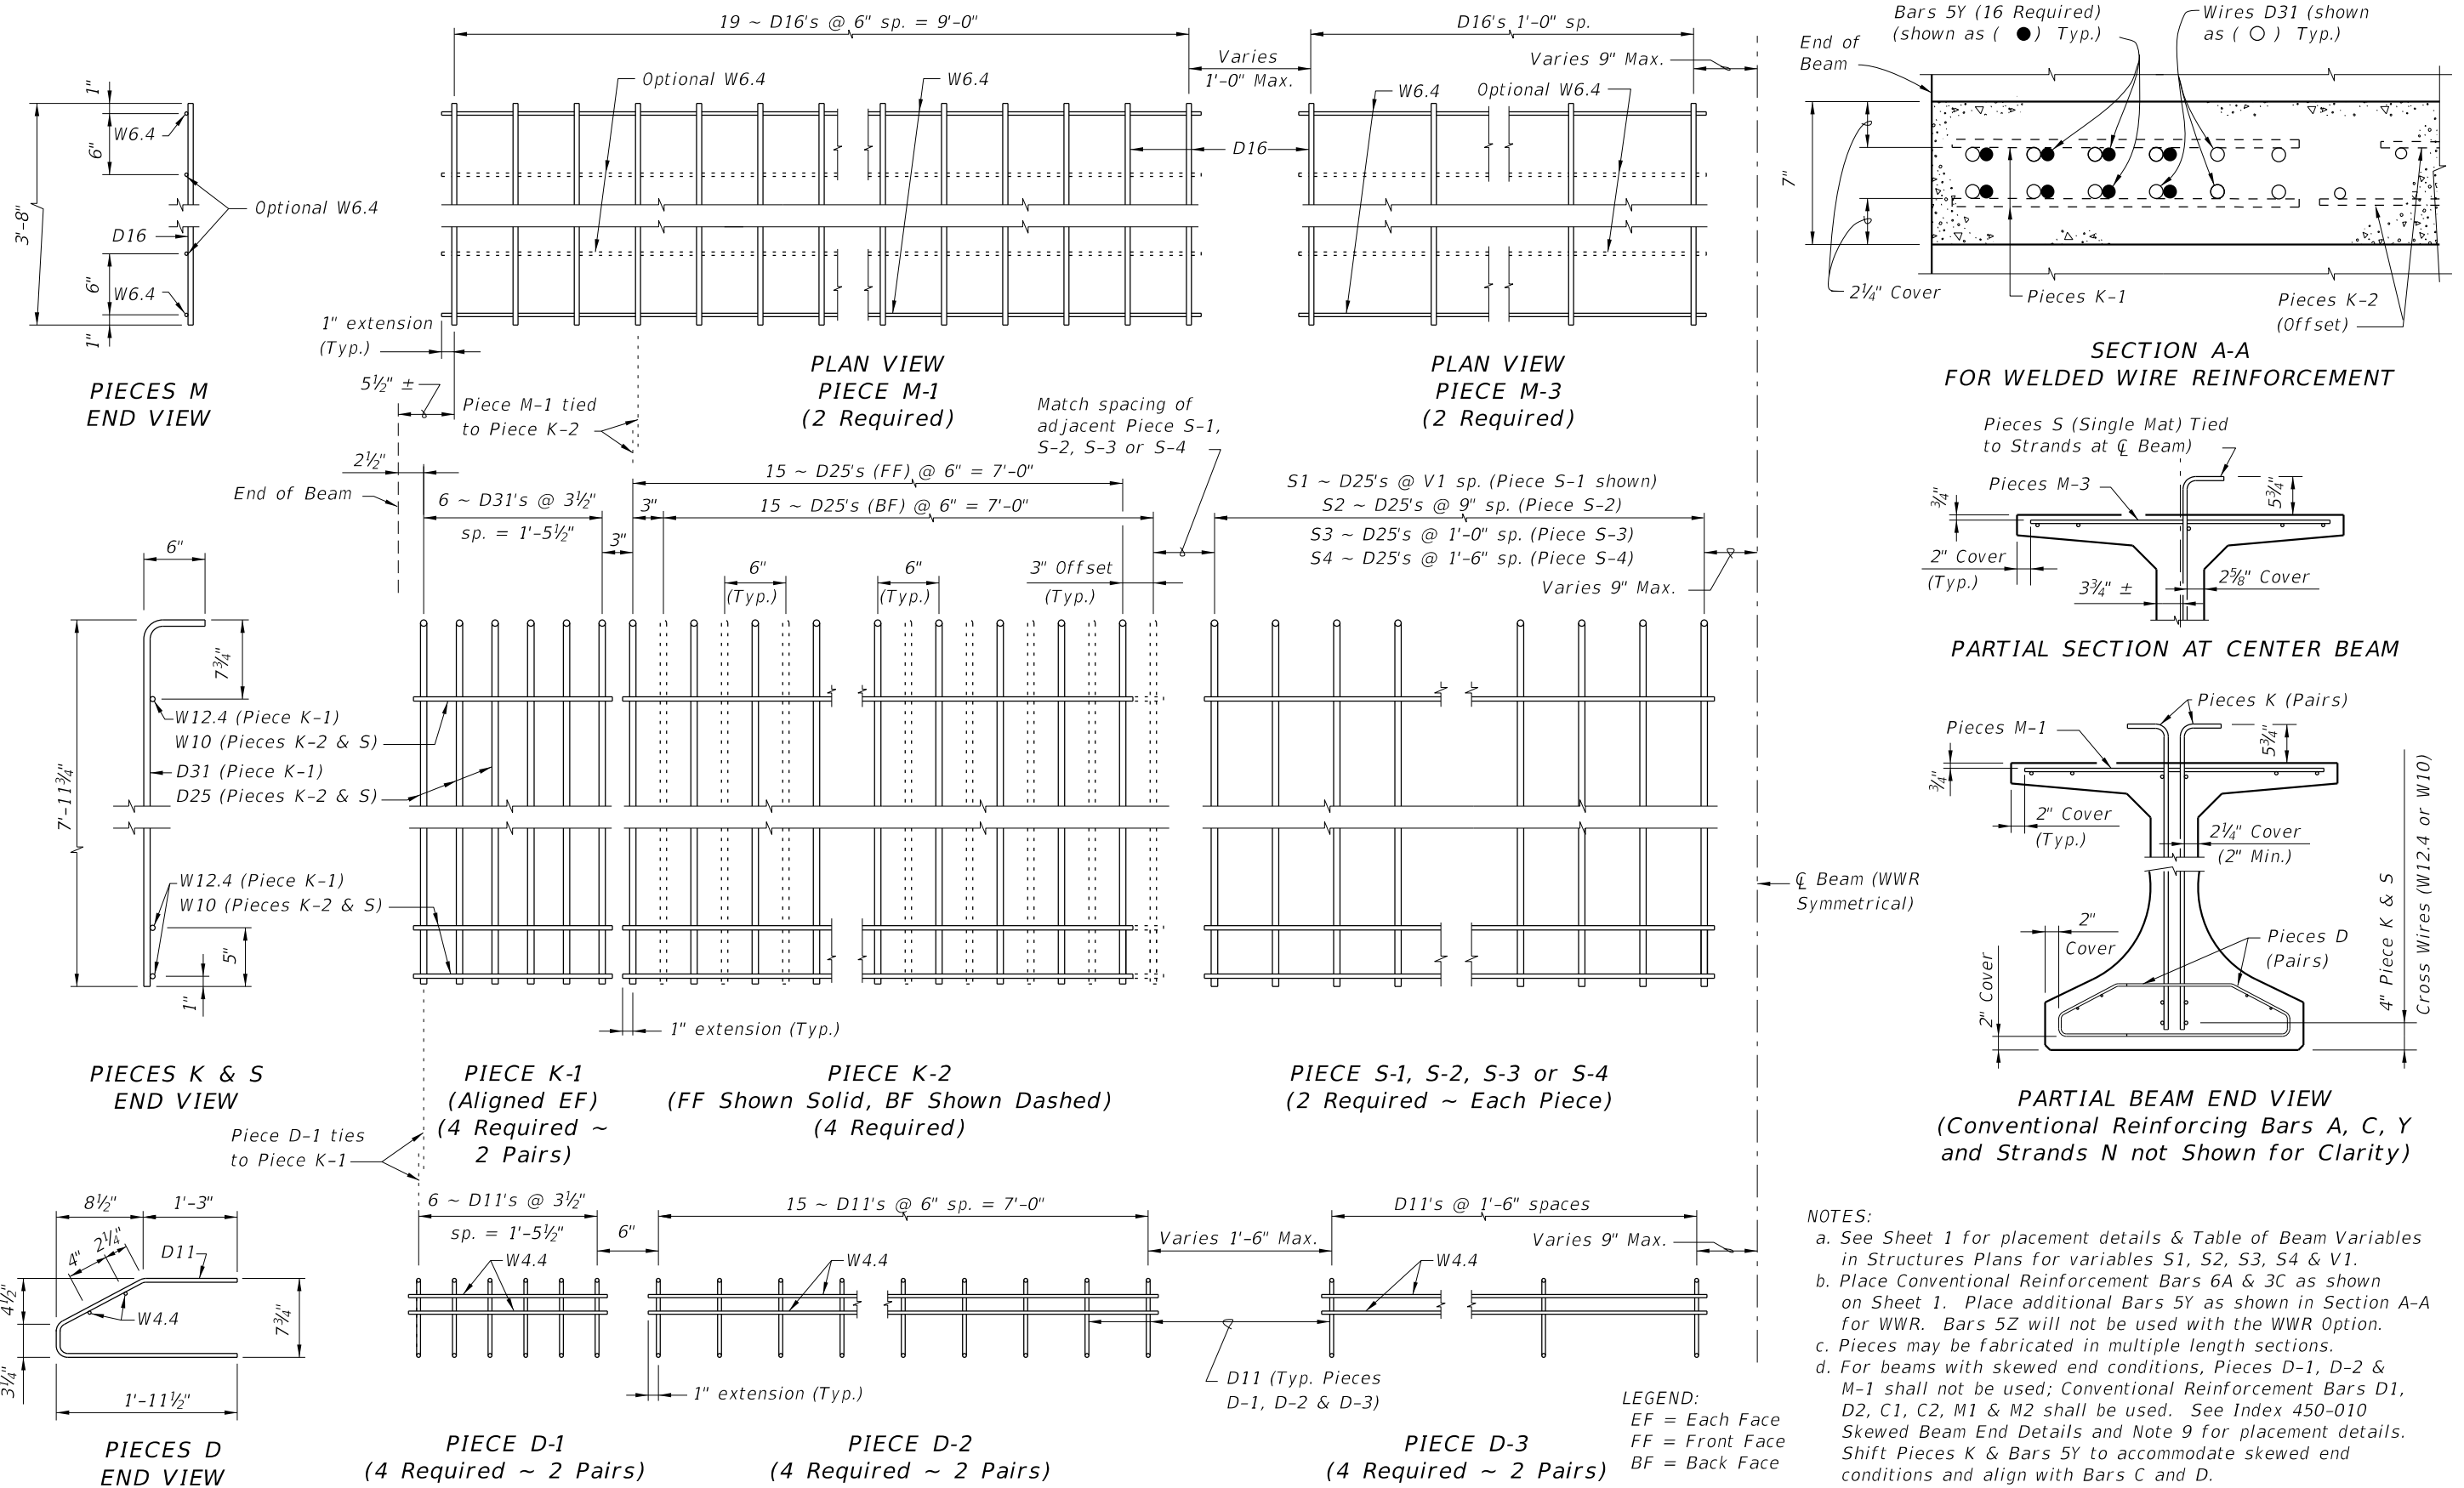 19 ~ D16's @ 6" sp. = 9'-0"
D16's 1'-0" sp.
Varies
1'-0" Max.
Varies 9" Max.
Optional W6.4
W6.4
W6.4
Optional W6.4
D16
1"
6"
3'-8"
6"
1"
W6.4
Optional W6.4
D16
W6.4
1" extension
(Typ.)
PIECES M
END VIEW
5½" ±
Piece M-1 tied
to Piece K-2
PLAN VIEW
PIECE M-1
(2 Required)
PLAN VIEW
PIECE M-3
(2 Required)
Bars 5Y (16 Required)
(shown as ( ● ) Typ.)
Wires D31 (shown
as ( ○ ) Typ.)
End of
Beam
7"
2¼" Cover
Pieces K-1
Pieces K-2
(Offset)
SECTION A-A
FOR WELDED WIRE REINFORCEMENT
Match spacing of
adjacent Piece S-1,
S-2, S-3 or S-4
2½"
End of Beam
6 ~ D31's @ 3½"
sp. = 1'-5½"
3"
3"
15 ~ D25's (FF) @ 6" = 7'-0"
15 ~ D25's (BF) @ 6" = 7'-0"
S1 ~ D25's @ V1 sp. (Piece S-1 shown)
S2 ~ D25's @ 9" sp. (Piece S-2)
S3 ~ D25's @ 1'-0" sp. (Piece S-3)
S4 ~ D25's @ 1'-6" sp. (Piece S-4)
Varies 9" Max.
6"
(Typ.)
6"
(Typ.)
3" Offset
(Typ.)
6"
7¾"
7'-11¾"
W12.4 (Piece K-1)
W10 (Pieces K-2 & S)
D31 (Piece K-1)
D25 (Pieces K-2 & S)
W12.4 (Piece K-1)
W10 (Pieces K-2 & S)
5"
1"
1" extension (Typ.)
℄ Beam (WWR
Symmetrical)
PIECES K & S
END VIEW
PIECE K-1
(Aligned EF)
(4 Required ~
2 Pairs)
PIECE K-2
(FF Shown Solid, BF Shown Dashed)
(4 Required)
PIECE S-1, S-2, S-3 or S-4
(2 Required ~ Each Piece)
Pieces S (Single Mat) Tied
to Strands at ℄ Beam)
Pieces M-3
¾"
5¾"
2" Cover
(Typ.)
3¾" ±
2⅝" Cover
PARTIAL SECTION AT CENTER BEAM
Pieces K (Pairs)
Pieces M-1
¾"
5¾"
2" Cover
(Typ.)
2¼" Cover
(2" Min.)
2"
Cover
Pieces D
(Pairs)
2" Cover
4" Piece K & S
Cross Wires (W12.4 or W10)
PARTIAL BEAM END VIEW
(Conventional Reinforcing Bars A, C, Y
and Strands N not Shown for Clarity)
Piece D-1 ties
to Piece K-1
8½"
1'-3"
4"
2¼"
D11
4½"
3¼"
7¾"
W4.4
1'-11½"
PIECES D
END VIEW
6 ~ D11's @ 3½"
sp. = 1'-5½"
6"
W4.4
15 ~ D11's @ 6" sp. = 7'-0"
W4.4
Varies 1'-6" Max.
D11's @ 1'-6" spaces
Varies 9" Max.
W4.4
1" extension (Typ.)
D11 (Typ. Pieces
D-1, D-2 & D-3)
PIECE D-1
(4 Required ~ 2 Pairs)
PIECE D-2
(4 Required ~ 2 Pairs)
PIECE D-3
(4 Required ~ 2 Pairs)
LEGEND:
EF = Each Face
FF = Front Face
BF = Back Face
NOTES:
a. See Sheet 1 for placement details & Table of Beam Variables
in Structures Plans for variables S1, S2, S3, S4 & V1.
b. Place Conventional Reinforcement Bars 6A & 3C as shown
on Sheet 1. Place additional Bars 5Y as shown in Section A-A
for WWR. Bars 5Z will not be used with the WWR Option.
c. Pieces may be fabricated in multiple length sections.
d. For beams with skewed end conditions, Pieces D-1, D-2 &
M-1 shall not be used; Conventional Reinforcement Bars D1,
D2, C1, C2, M1 & M2 shall be used. See Index 450-010
Skewed Beam End Details and Note 9 for placement details.
Shift Pieces K & Bars 5Y to accommodate skewed end
conditions and align with Bars C and D.